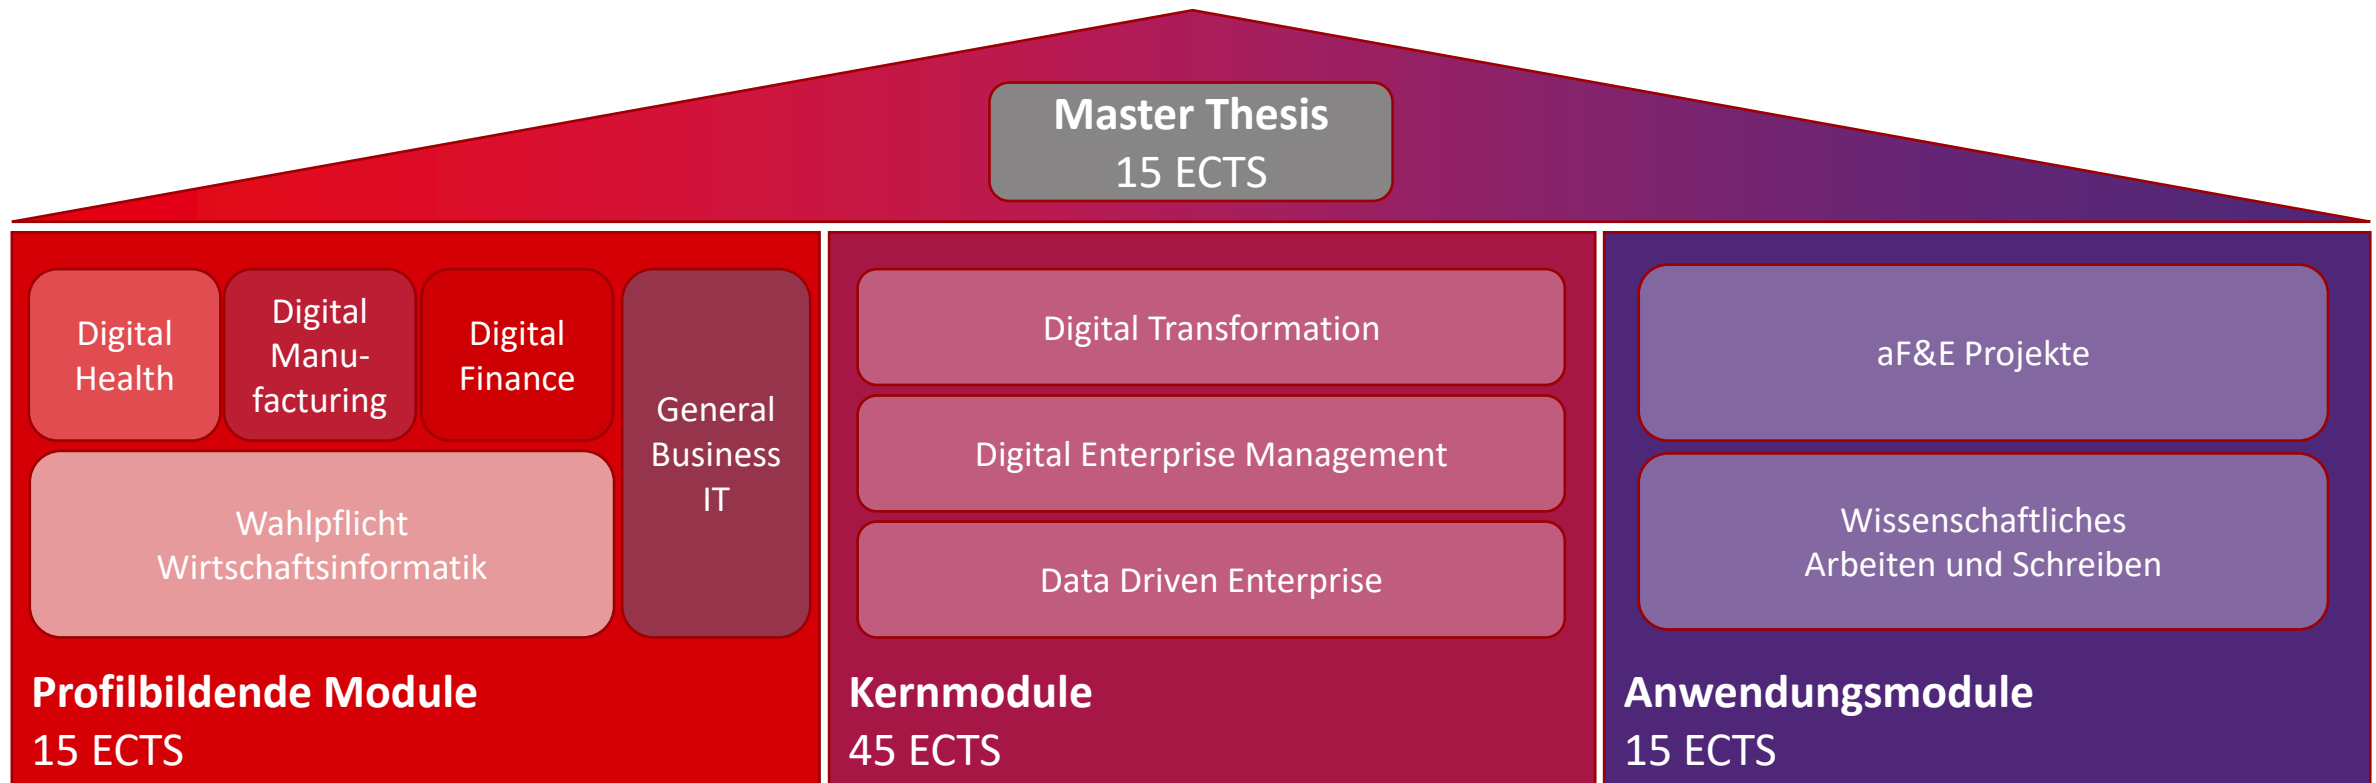 Master Thesis
15 ECTS
Digital
Health
Digital
Manu-
facturing
Digital
Finance
General
Business
IT
Wahlpflicht
Wirtschaftsinformatik
Profilbildende Module
15 ECTS
Digital Transformation
Digital Enterprise Management
Data Driven Enterprise
Kernmodule
45 ECTS
aF&E Projekte
Wissenschaftliches
Arbeiten und Schreiben
Anwendungsmodule
15 ECTS